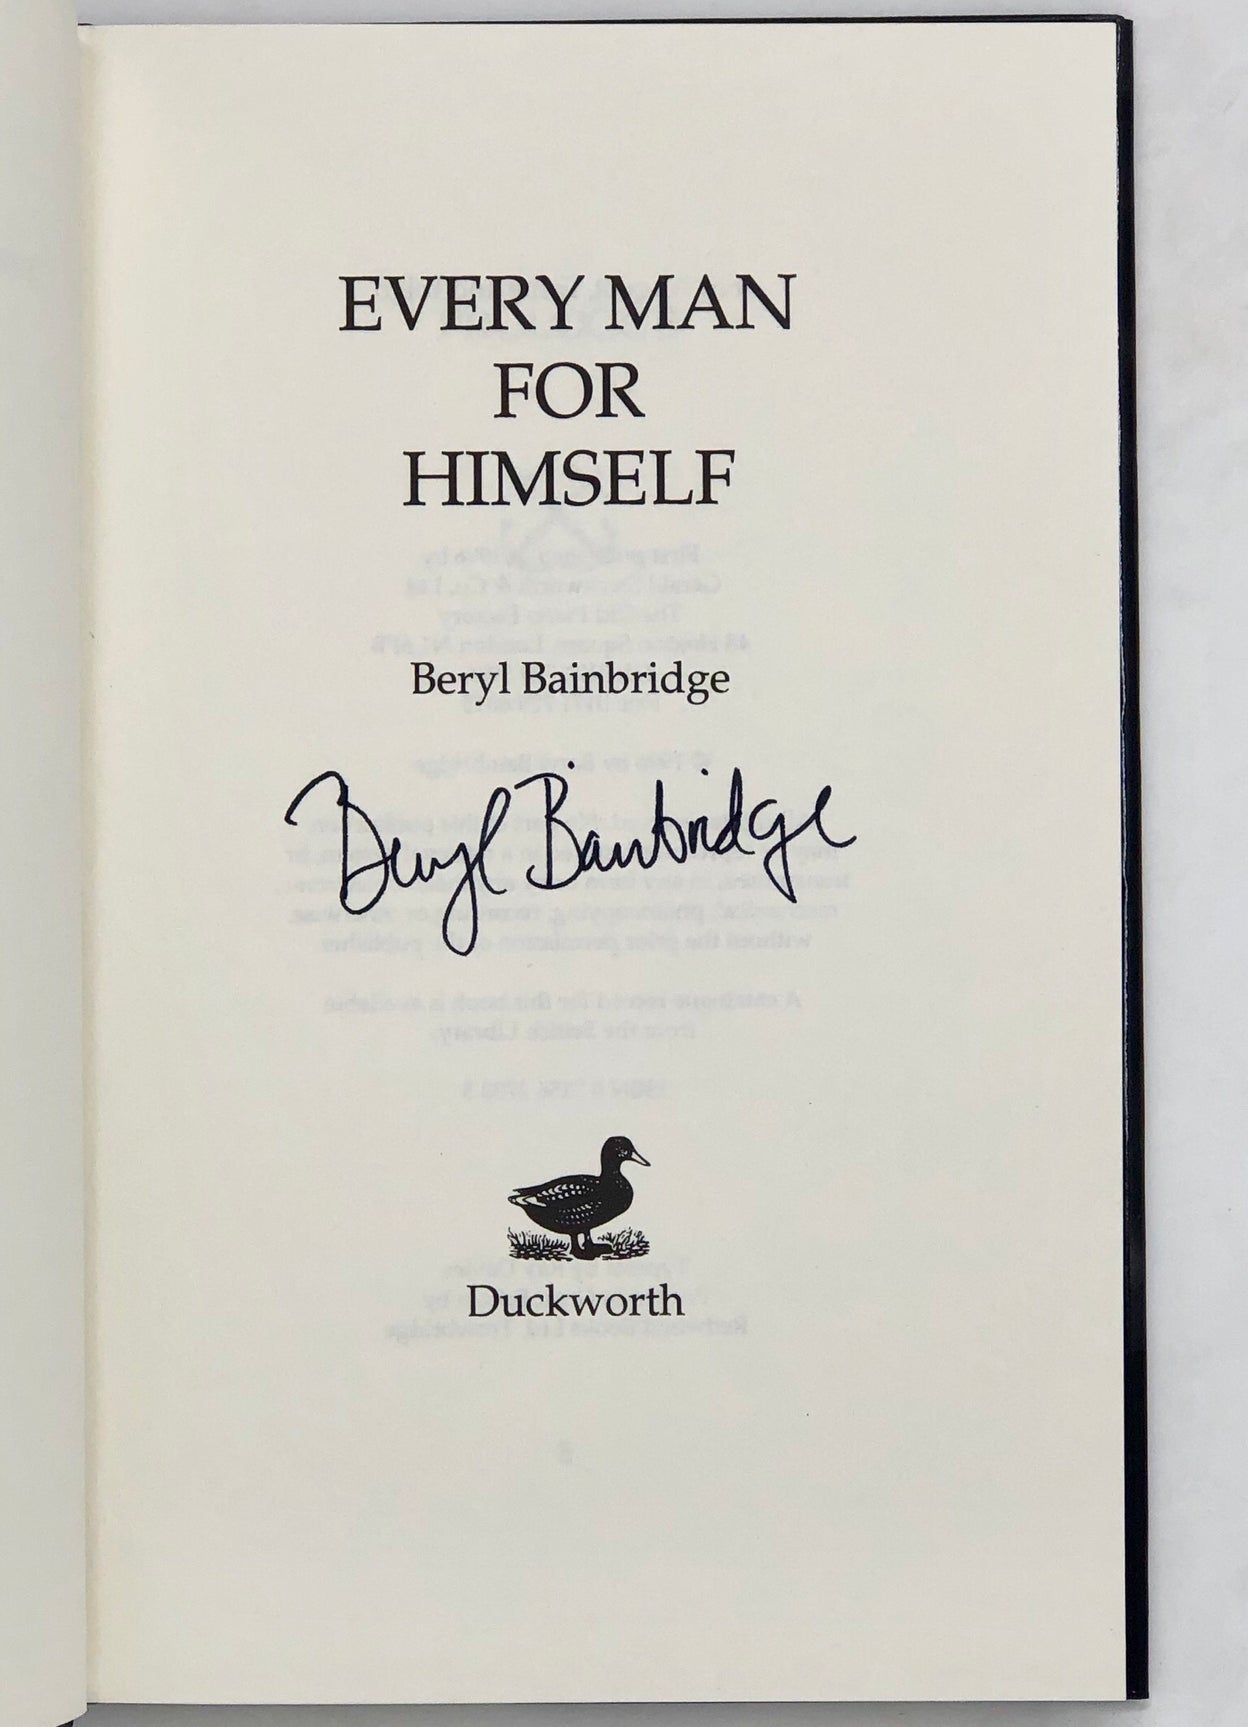 EVERY MAN
FOR
HIMSELF
Beryl Bainbridge
Beryl Bainbridge
Duckworth